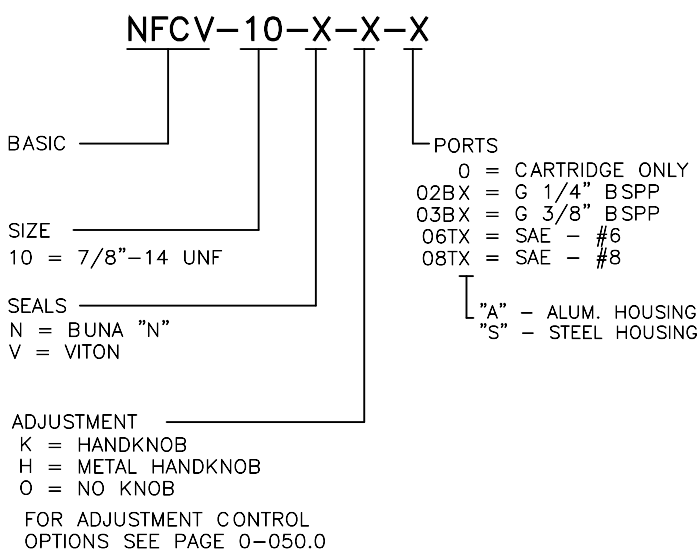 NFCV-10-X-X-X
BASIC
SIZE
10 = 7/8"-14 UNF
SEALS
N = BUNA "N"
V = VITON
ADJUSTMENT
K = HANDKNOB
H = METAL HANDKNOB
O = NO KNOB
FOR ADJUSTMENT CONTROL
OPTIONS SEE PAGE 0-050.0
PORTS
0 = CARTRIDGE ONLY
02BX = G 1/4" BSPP
03BX = G 3/8" BSPP
06TX = SAE - #6
08TX = SAE - #8
"A" - ALUM. HOUSING
"S" - STEEL HOUSING